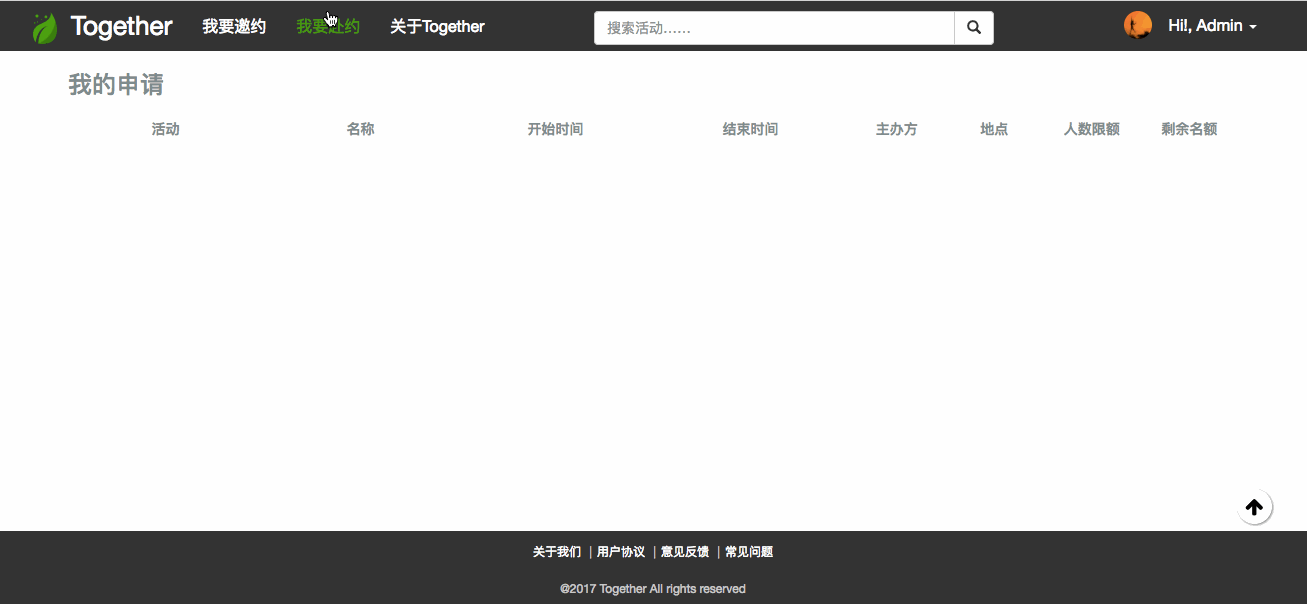 Together 我要邀约 我要赴约 关于Together 搜索活动...... Hi!, Admin
我的申请
活动 名称 开始时间 结束时间 主办方 地点 人数限额 剩余名额
关于我们 | 用户协议 | 意见反馈 | 常见问题
@2017 Together All rights reserved